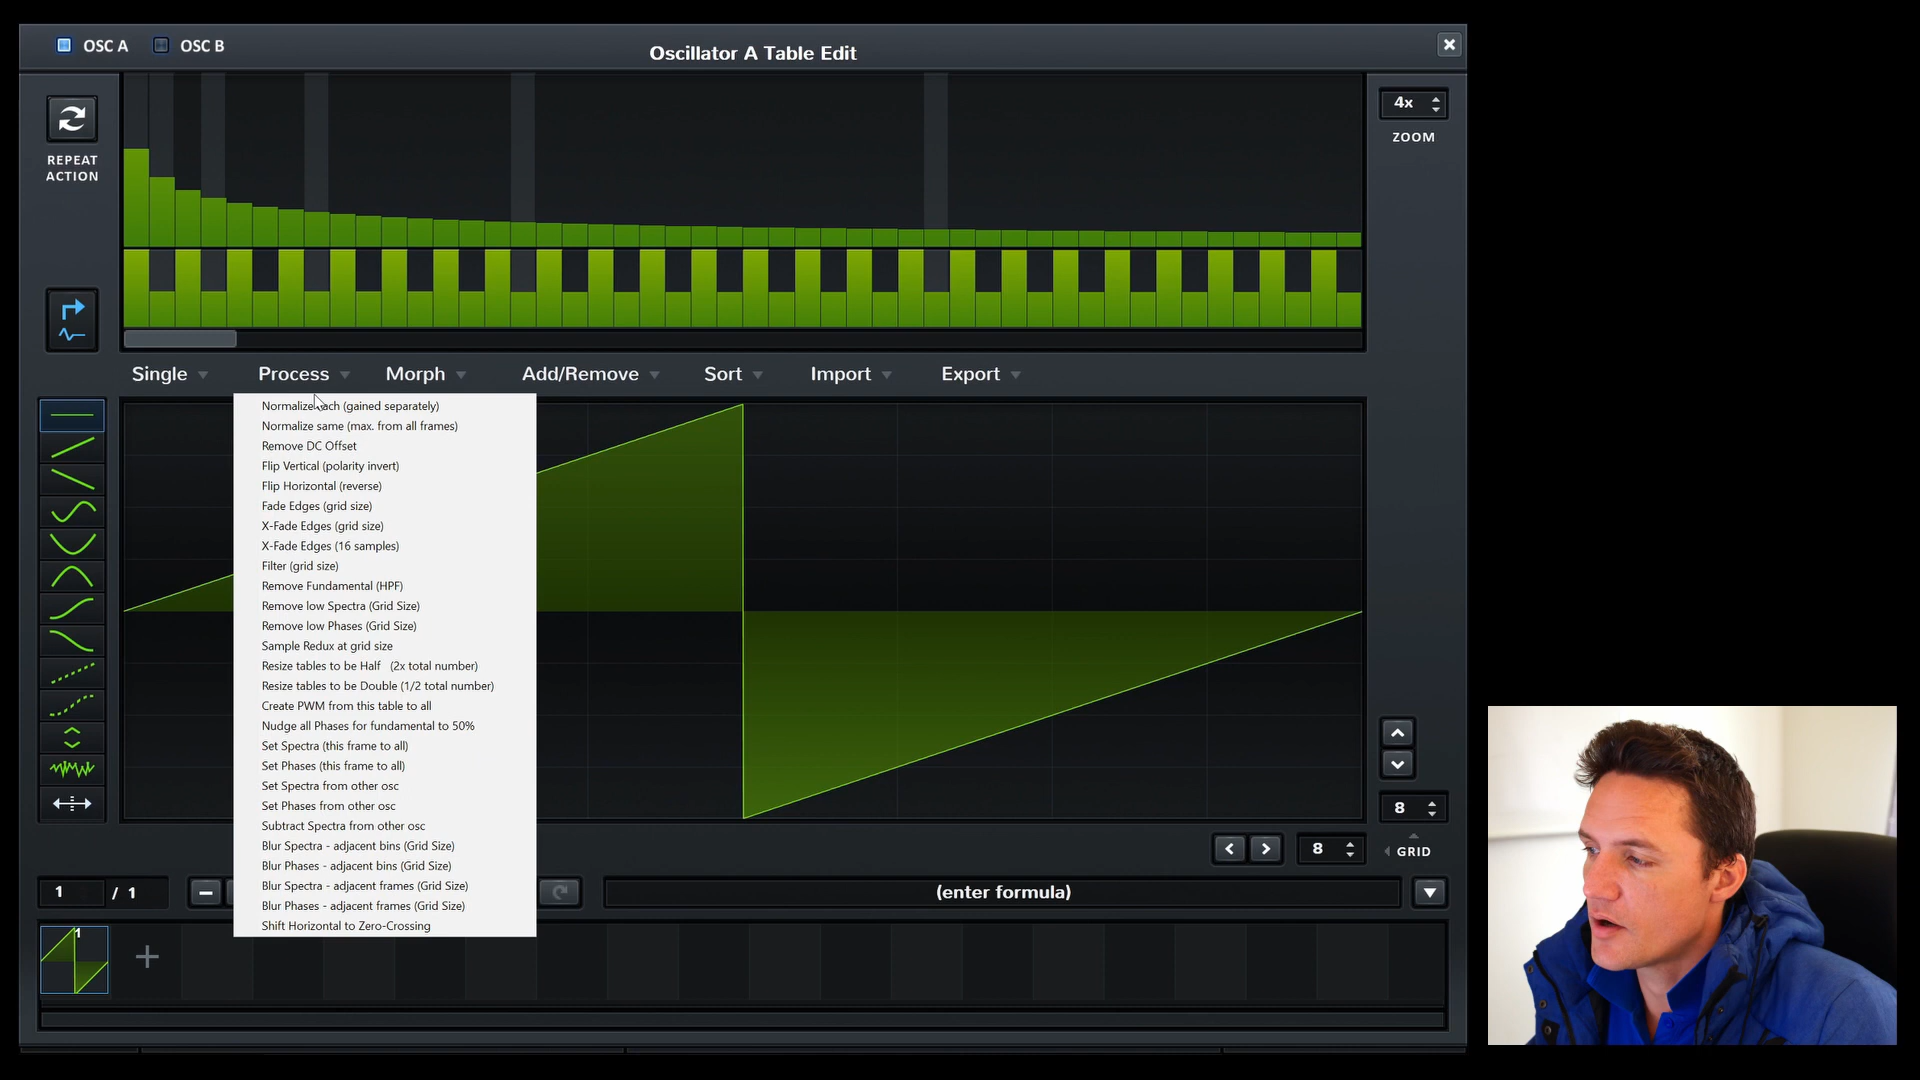 OSC A
OSC B
Oscillator A Table Edit
REPEAT
ACTION
4x
ZOOM
Single
Process
Morph
Add/Remove
Sort
Import
Export
Normalize each (gained separately)
Normalize same (max. from all frames)
Remove DC Offset
Flip Vertical (polarity invert)
Flip Horizontal (reverse)
Fade Edges (grid size)
X-Fade Edges (grid size)
X-Fade Edges (16 samples)
Filter (grid size)
Remove Fundamental (HPF)
Remove low Spectra (Grid Size)
Remove low Phases (Grid Size)
Sample Redux at grid size
Resize tables to be Half (2x total number)
Resize tables to be Double (1/2 total number)
Create PWM from this table to all
Nudge all Phases for fundamental to 50%
Set Spectra (this frame to all)
Set Phases (this frame to all)
Set Spectra from other osc
Set Phases from other osc
Subtract Spectra from other osc
Blur Spectra - adjacent bins (Grid Size)
Blur Phases - adjacent bins (Grid Size)
Blur Spectra - adjacent frames (Grid Size)
Blur Phases - adjacent frames (Grid Size)
Shift Horizontal to Zero-Crossing
8
8
GRID
1 / 1
(enter formula)
1